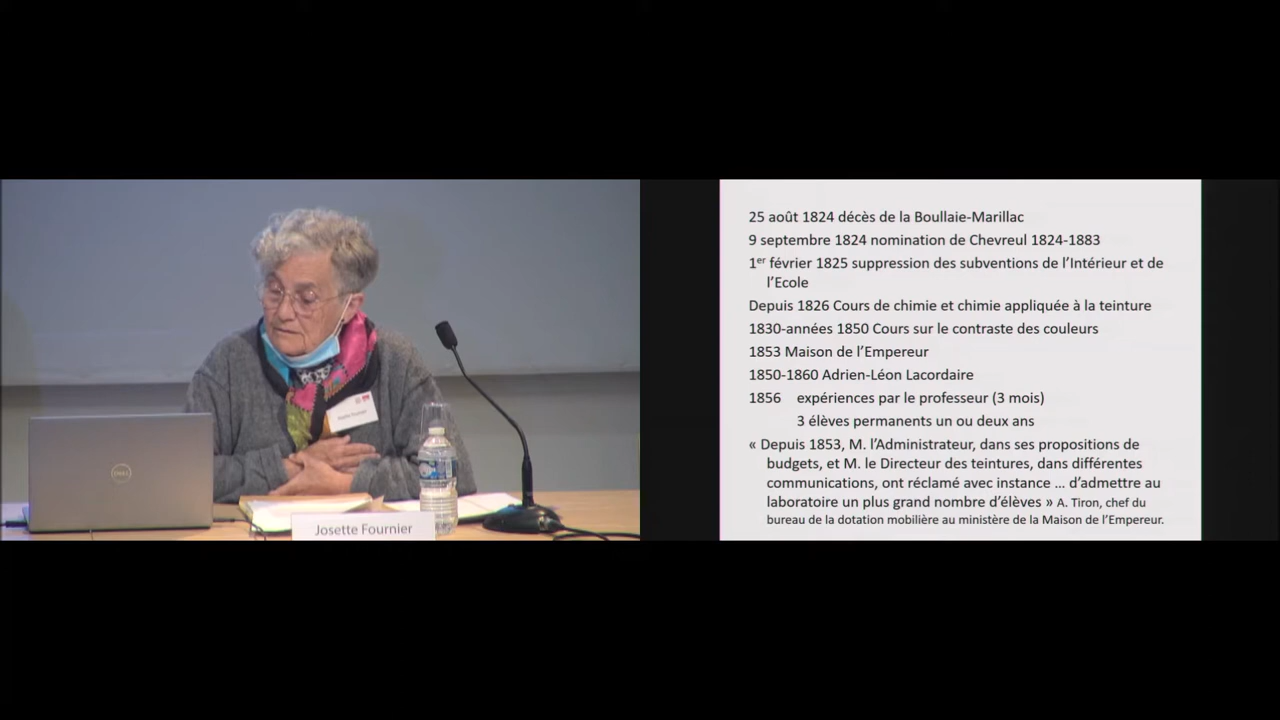 25 août 1824 décès de la Boullaie-Marillac
9 septembre 1824 nomination de Chevreul 1824-1883
1er février 1825 suppression des subventions de l'Intérieur et de
l'Ecole
Depuis 1826 Cours de chimie et chimie appliquée à la teinture
1830-années 1850 Cours sur le contraste des couleurs
1853 Maison de l'Empereur
1850-1860 Adrien-Léon Lacordaire
1856 expériences par le professeur (3 mois)
3 élèves permanents un ou deux ans
« Depuis 1853, M. l'Administrateur, dans ses propositions de
budgets, et M. le Directeur des teintures, dans différentes
communications, ont réclamé avec instance … d'admettre au
laboratoire un plus grand nombre d'élèves » A. Tiron, chef du
bureau de la dotation mobilière au ministère de la Maison de l'Empereur.
DELL
Josette Fournier